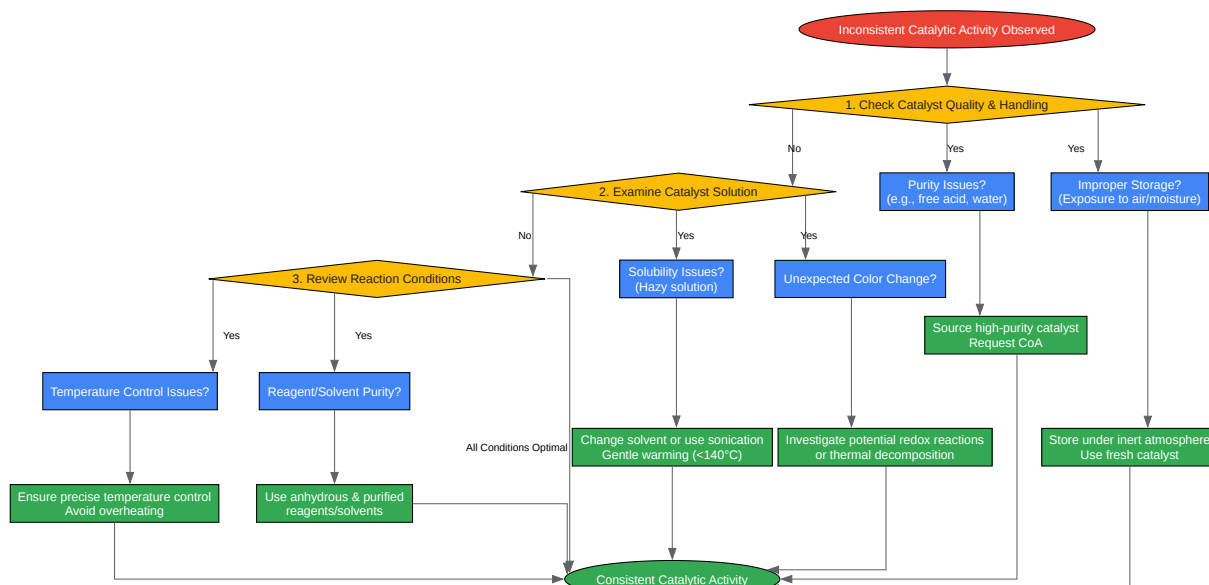 Inconsistent Catalytic Activity Observed
1. Check Catalyst Quality & Handling
No
Yes
Yes
2. Examine Catalyst Solution
Purity Issues?
(e.g., free acid, water)
Improper Storage?
(Exposure to air/moisture)
No
Yes
Yes
3. Review Reaction Conditions
Solubility Issues?
(Hazy solution)
Unexpected Color Change?
Source high-purity catalyst
Request CoA
Yes
Yes
Temperature Control Issues?
Reagent/Solvent Purity?
All Conditions Optimal
Change solvent or use sonication
Gentle warming (<140°C)
Investigate potential redox reactions
or thermal decomposition
Store under inert atmosphere
Use fresh catalyst
Ensure precise temperature control
Avoid overheating
Use anhydrous & purified
reagents/solvents
Consistent Catalytic Activity